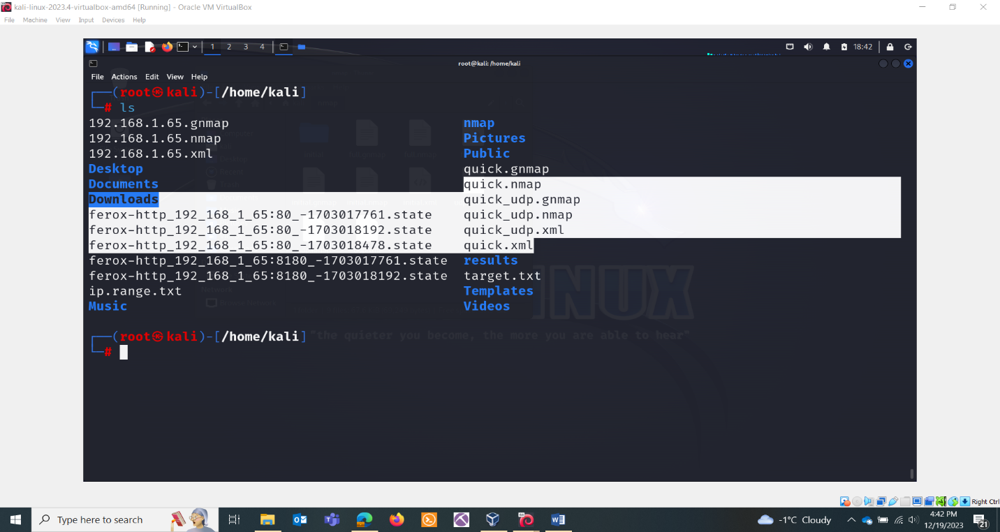 kali-linux-2023.4-virtualbox-amd64 [Running] - Oracle VM VirtualBox
File Machine View Input Devices Help
1 2 3 4 18:42
root@kali: /home/kali
File Actions Edit View Help
(root㉿kali)-[/home/kali]
# ls
192.168.1.65.gnmap nmap
192.168.1.65.nmap Pictures
192.168.1.65.xml Public
Desktop quick.gnmap
Documents quick.nmap
Downloads quick_udp.gnmap
ferox-http_192_168_1_65:80_-1703017761.state quick_udp.nmap
ferox-http_192_168_1_65:80_-1703018192.state quick_udp.xml
ferox-http_192_168_1_65:80_-1703018478.state quick.xml
ferox-http_192_168_1_65:8180_-1703017761.state results
ferox-http_192_168_1_65:8180_-1703018192.state target.txt
ip.range.txt Templates
Music Videos
(root㉿kali)-[/home/kali]
#
"the quieter you become, the more you are able to hear"
Right Ctrl
Type here to search
-1°C Cloudy
4:42 PM
12/19/2023
21